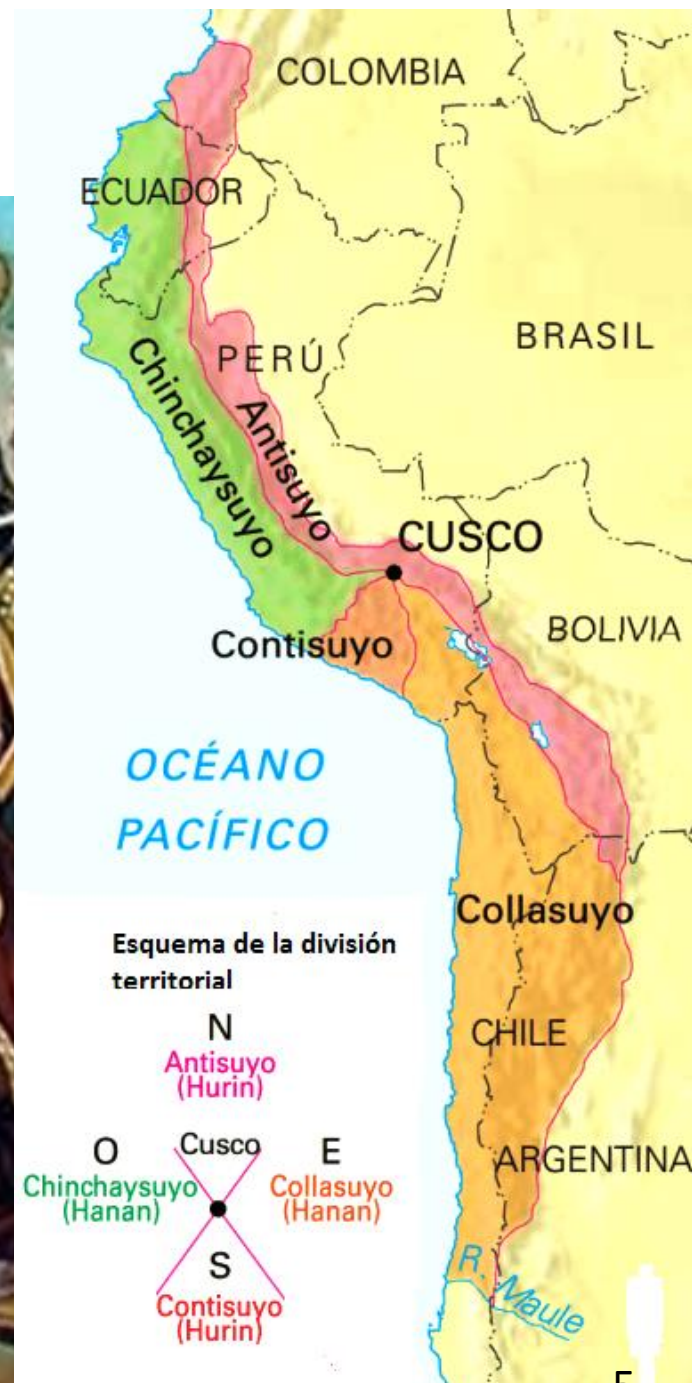 COLOMBIA
ECUADOR
BRASIL
PERÚ
Chinchaysuyo
Antisuyo
CUSCO
BOLIVIA
Contisuyo
OCÉANO
PACÍFICO
Collasuyo
Esquema de la división
territorial
N
Antisuyo
(Hurin)
CHILE
O
Cusco
E
ARGENTINA
Chinchaysuyo
(Hanan)
Collasuyo
(Hanan)
S
Contisuyo
(Hurin)
R. Maule